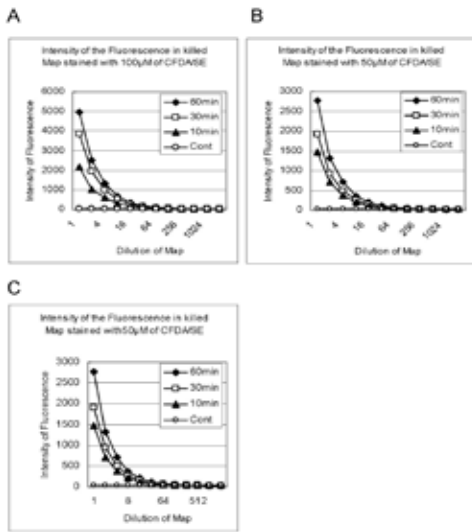 A
Intensity of the Fluorescence in killed
Map stained with 100µM of CFDA/SE
Intensity of Fluorescence
6000
5000
4000
3000
2000
1000
0
60min
30min
10min
Cont
1
4
16
64
256
1024
Dilution of Map
B
Intensity of the Fluorescence in killed
Map stained with 50µM of CFDA/SE
Intensity of Fluorescence
3000
2500
2000
1500
1000
500
0
60min
30min
10min
Cont
1
4
16
64
256
1024
Dilution of Map
C
Intensity of the Fluorescence in killed
Map stained with50µM of CFDA/SE
Intensity of Fluorescence
3000
2500
2000
1500
1000
500
0
60min
30min
10min
Cont
1
8
64
512
Dilution of Map